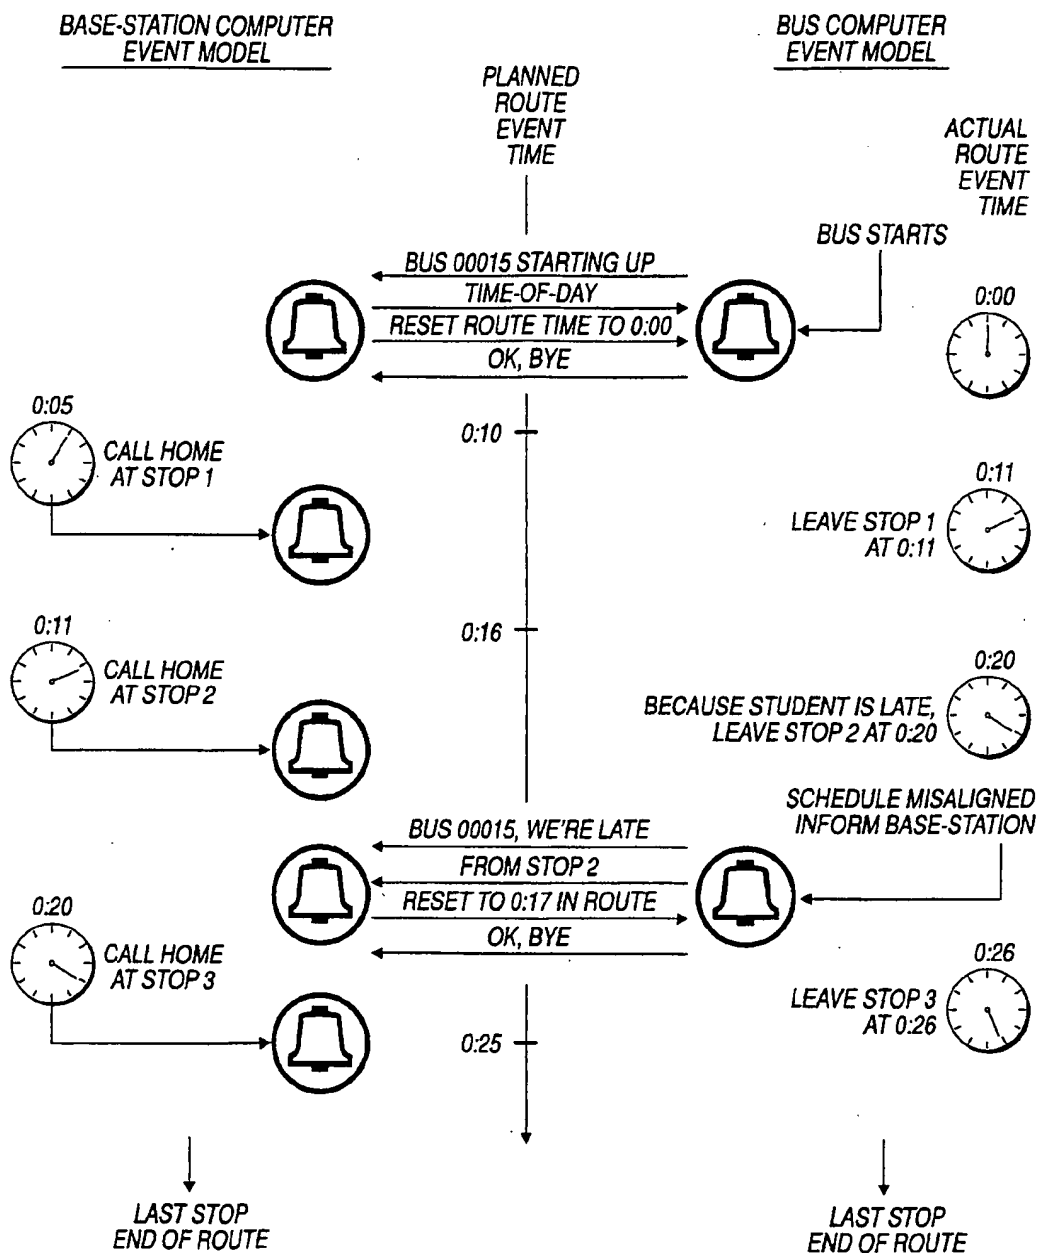 BASE-STATION COMPUTER
EVENT MODEL
BUS COMPUTER
EVENT MODEL
PLANNED
ROUTE
EVENT
TIME
ACTUAL
ROUTE
EVENT
TIME
BUS STARTS
BUS 00015 STARTING UP
TIME-OF-DAY
RESET ROUTE TIME TO 0:00
OK, BYE
0:00
0:05
CALL HOME
AT STOP 1
0:10
0:11
LEAVE STOP 1
AT 0:11
0:11
CALL HOME
AT STOP 2
0:16
0:20
BECAUSE STUDENT IS LATE,
LEAVE STOP 2 AT 0:20
SCHEDULE MISALIGNED
INFORM BASE-STATION
BUS 00015, WE'RE LATE
FROM STOP 2
RESET TO 0:17 IN ROUTE
OK, BYE
0:20
CALL HOME
AT STOP 3
0:26
LEAVE STOP 3
AT 0:26
0:25
LAST STOP
END OF ROUTE
LAST STOP
END OF ROUTE